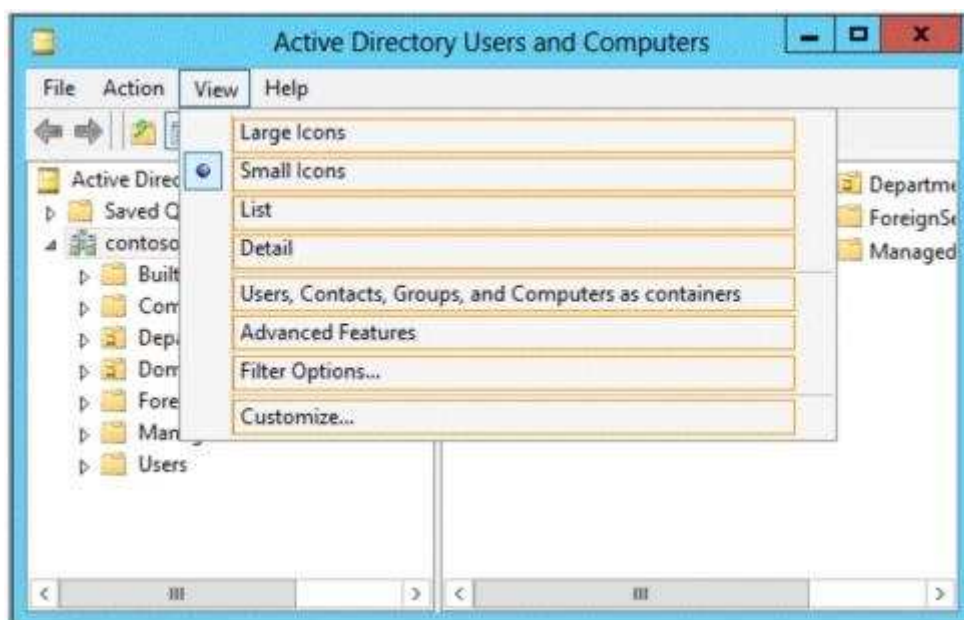 Active Directory Users and Computers
File Action View Help
Large Icons
Small Icons
List
Detail
Users, Contacts, Groups, and Computers as containers
Advanced Features
Filter Options...
Customize...
Active Direc
Saved Q
contoso
Built
Com
Depa
Dom
Fore
Man
Users
Departme
ForeignSe
Managed